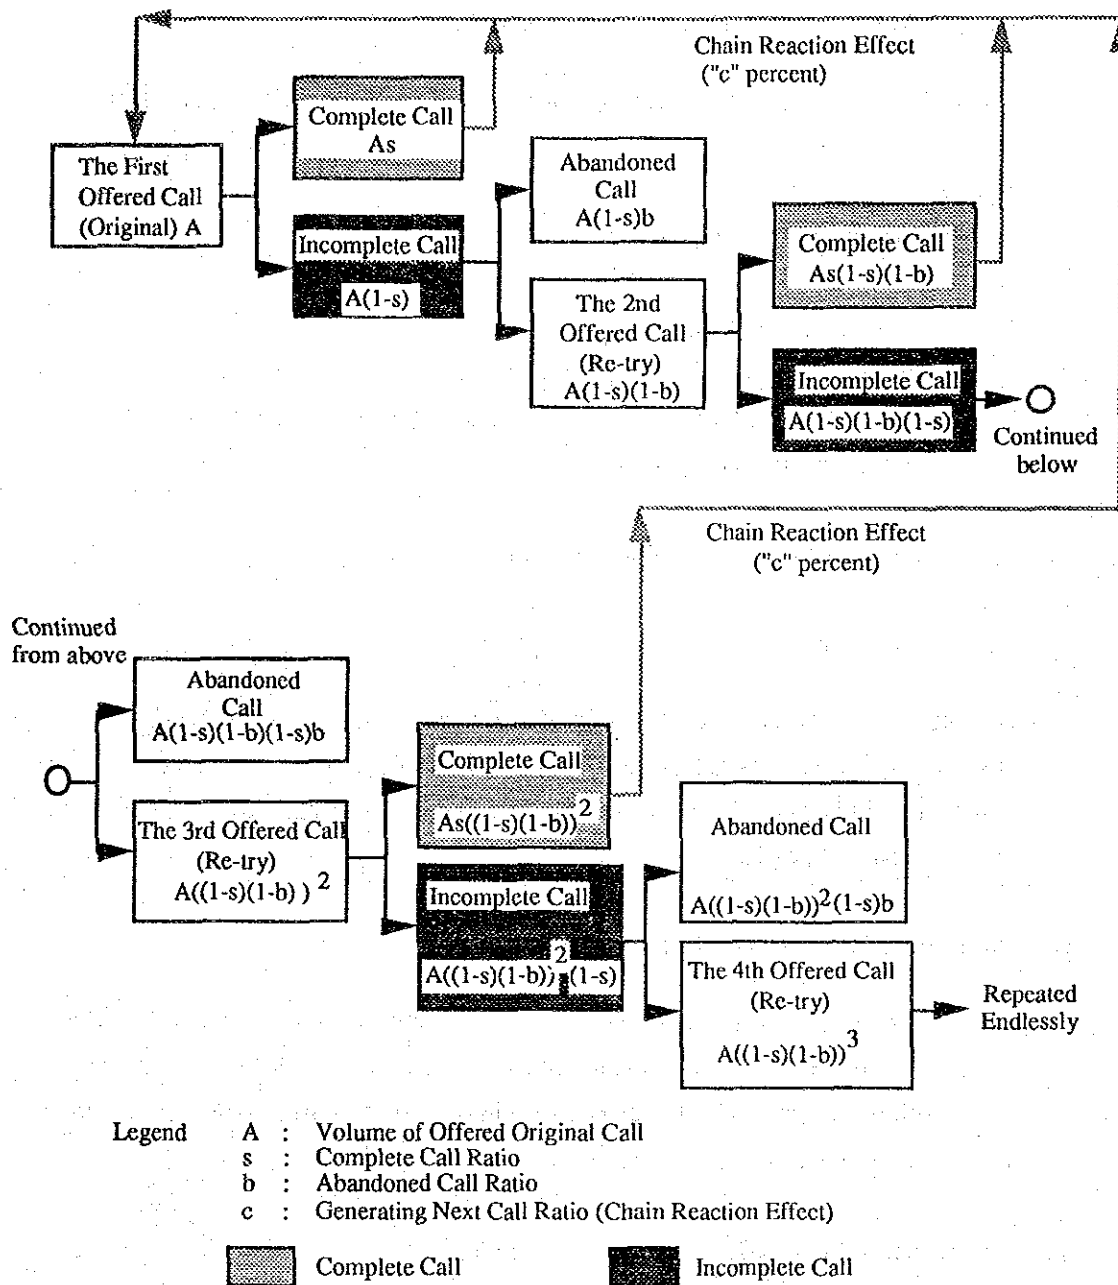 Chain Reaction Effect
("c" percent)
The First
Offered Call
(Original) A
Complete Call
As
Incomplete Call
A(1-s)
Abandoned
Call
A(1-s)b
The 2nd
Offered Call
(Re-try)
A(1-s)(1-b)
Complete Call
As(1-s)(1-b)
Incomplete Call
A(1-s)(1-b)(1-s)
Continued
below
Chain Reaction Effect
("c" percent)
Continued
from above
Abandoned
Call
A(1-s)(1-b)(1-s)b
The 3rd Offered Call
(Re-try)
A((1-s)(1-b) ) 2
Complete Call
As((1-s)(1-b)) 2
Incomplete Call
A((1-s)(1-b)) 2 (1-s)
Abandoned Call
A((1-s)(1-b)) 2 (1-s)b
The 4th Offered Call
(Re-try)
A((1-s)(1-b)) 3
Repeated
Endlessly
Legend A : Volume of Offered Original Call
s : Complete Call Ratio
b : Abandoned Call Ratio
c : Generating Next Call Ratio (Chain Reaction Effect)
Complete Call Incomplete Call